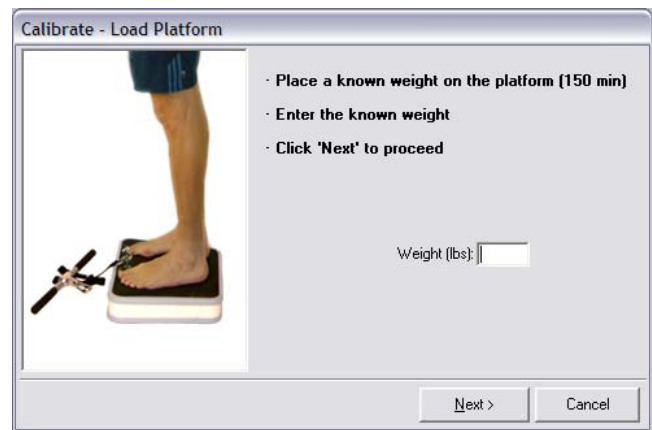 Calibrate - Load Platform
· Place a known weight on the platform (150 min)
· Enter the known weight
· Click 'Next' to proceed
Weight (lbs):
Next >
Cancel